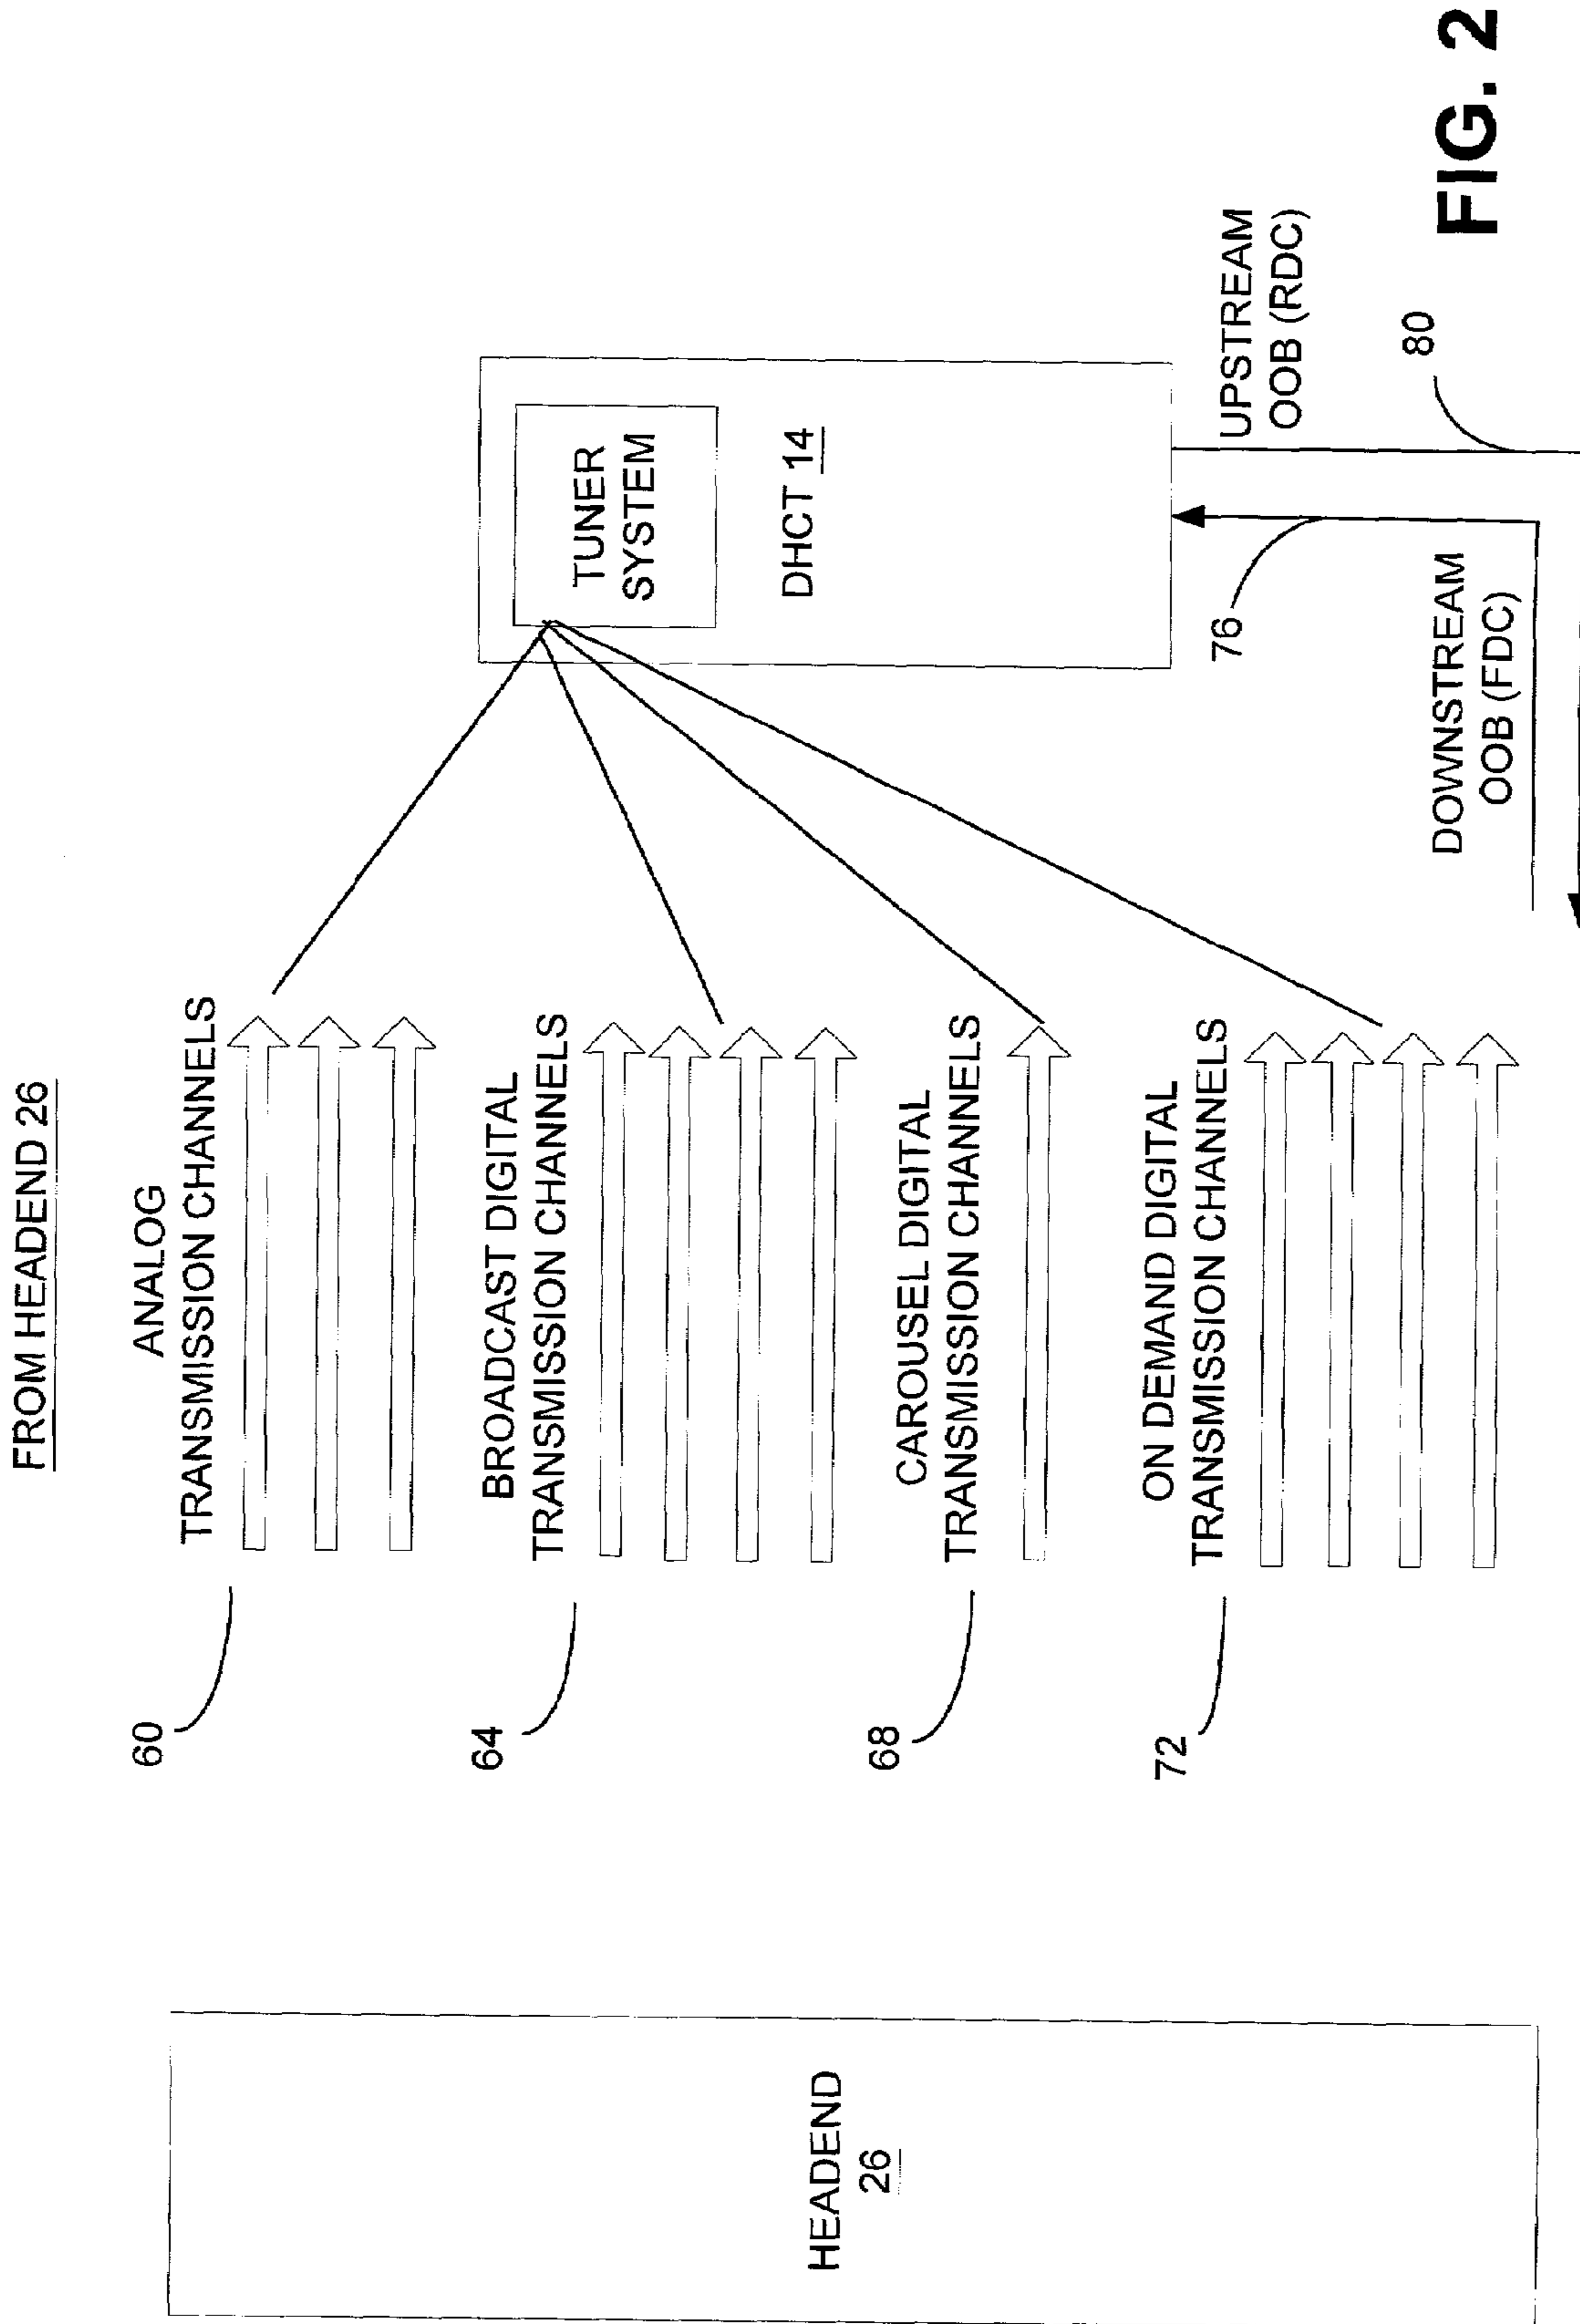 FROM HEADEND 26
60
ANALOG
TRANSMISSION CHANNELS
64
BROADCAST DIGITAL
TRANSMISSION CHANNELS
68
CAROUSEL DIGITAL
TRANSMISSION CHANNELS
72
ON DEMAND DIGITAL
TRANSMISSION CHANNELS
HEADEND
26
TUNER
SYSTEM
DHCT 14
76
DOWNSTREAM
OOB (FDC)
UPSTREAM
OOB (RDC)
80
FIG. 2